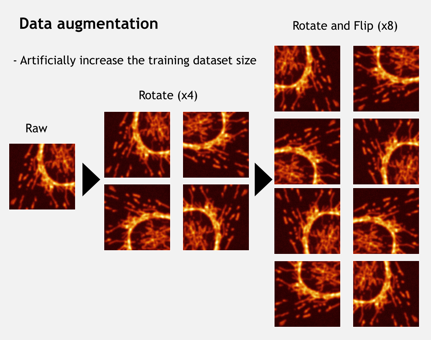 Data augmentation
Rotate and Flip (x8)
- Artificially increase the training dataset size
Rotate (x4)
Raw